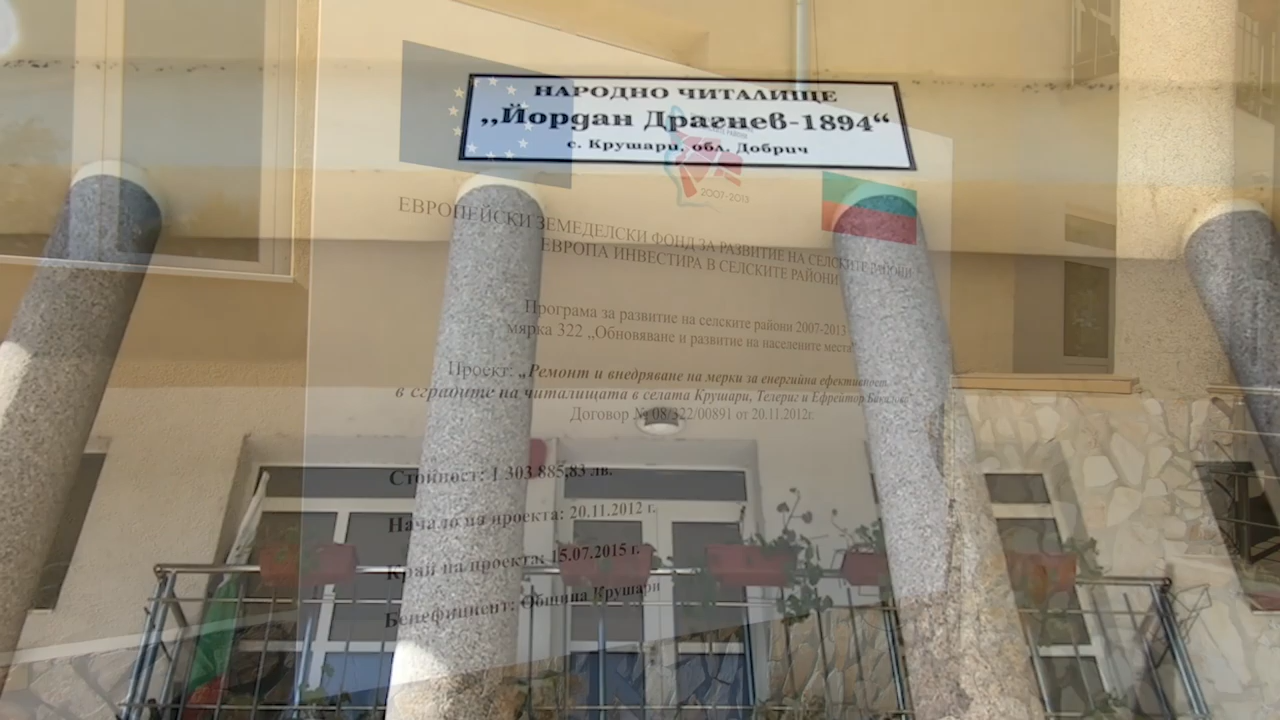 НАРОДНО ЧИТАЛИЩЕ
„Йордан Драгнев-1894“
с. Крушари, обл. Добрич
2007-2013
ЕВРОПЕЙСКИ ЗЕМЕДЕЛСКИ ФОНД ЗА РАЗВИТИЕ НА СЕЛСКИТЕ РАЙОНИ
ЕВРОПА ИНВЕСТИРА В СЕЛСКИТЕ РАЙОНИ
Програма за развитие на селските райони 2007-2013
мярка 322 „Обновяване и развитие на населените места“
Проект: „Ремонт и внедряване на мерки за енергийна ефективност
в сградите на читалищата в селата Крушари, Телериг и Ефрейтор Бакалово“
Договор № 08/322/00891 от 20.11.2012г.
Стойност: 1 303 885,83 лв.
Начало на проекта: 20.11.2012 г.
Край на проекта: 15.07.2015 г.
Бенефициент: Община Крушари